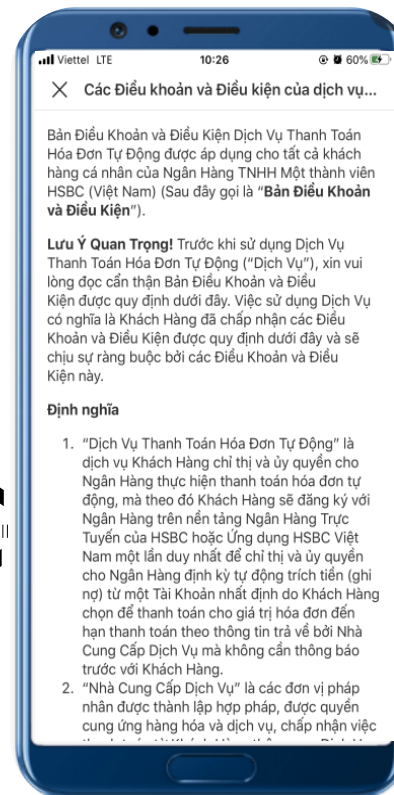 Viettel LTE 10:26 60%
Các Điều khoản và Điều kiện của dịch vụ...
Bản Điều Khoản và Điều Kiện Dịch Vụ Thanh Toán
Hóa Đơn Tự Động được áp dụng cho tất cả khách
hàng cá nhân của Ngân Hàng TNHH Một thành viên
HSBC (Việt Nam) (Sau đây gọi là “Bản Điều Khoản
và Điều Kiện”).
Lưu Ý Quan Trọng! Trước khi sử dụng Dịch Vụ
Thanh Toán Hóa Đơn Tự Động (“Dịch Vụ”), xin vui
lòng đọc cẩn thận Bản Điều Khoản và Điều
Kiện được quy định dưới đây. Việc sử dụng Dịch Vụ
có nghĩa là Khách Hàng đã chấp nhận các Điều
Khoản và Điều Kiện được quy định dưới đây và sẽ
chịu sự ràng buộc bởi các Điều Khoản và Điều
Kiện này.
Định nghĩa
1. “Dịch Vụ Thanh Toán Hóa Đơn Tự Động” là
dịch vụ Khách Hàng chỉ thị và ủy quyền cho
Ngân Hàng thực hiện thanh toán hóa đơn tự
động, mà theo đó Khách Hàng sẽ đăng ký với
Ngân Hàng trên nền tảng Ngân Hàng Trực
Tuyến của HSBC hoặc Ứng dụng HSBC Việt
Nam một lần duy nhất để chỉ thị và ủy quyền
cho Ngân Hàng định kỳ tự động trích tiền (ghi
nợ) từ một Tài Khoản nhất định do Khách Hàng
chọn để thanh toán cho giá trị hóa đơn đến
hạn thanh toán theo thông tin trả về bởi Nhà
Cung Cấp Dịch Vụ mà không cần thông báo
trước với Khách Hàng.
2. “Nhà Cung Cấp Dịch Vụ” là các đơn vị pháp
nhân được thành lập hợp pháp, được quyền
cung ứng hàng hóa và dịch vụ, chấp nhận việc